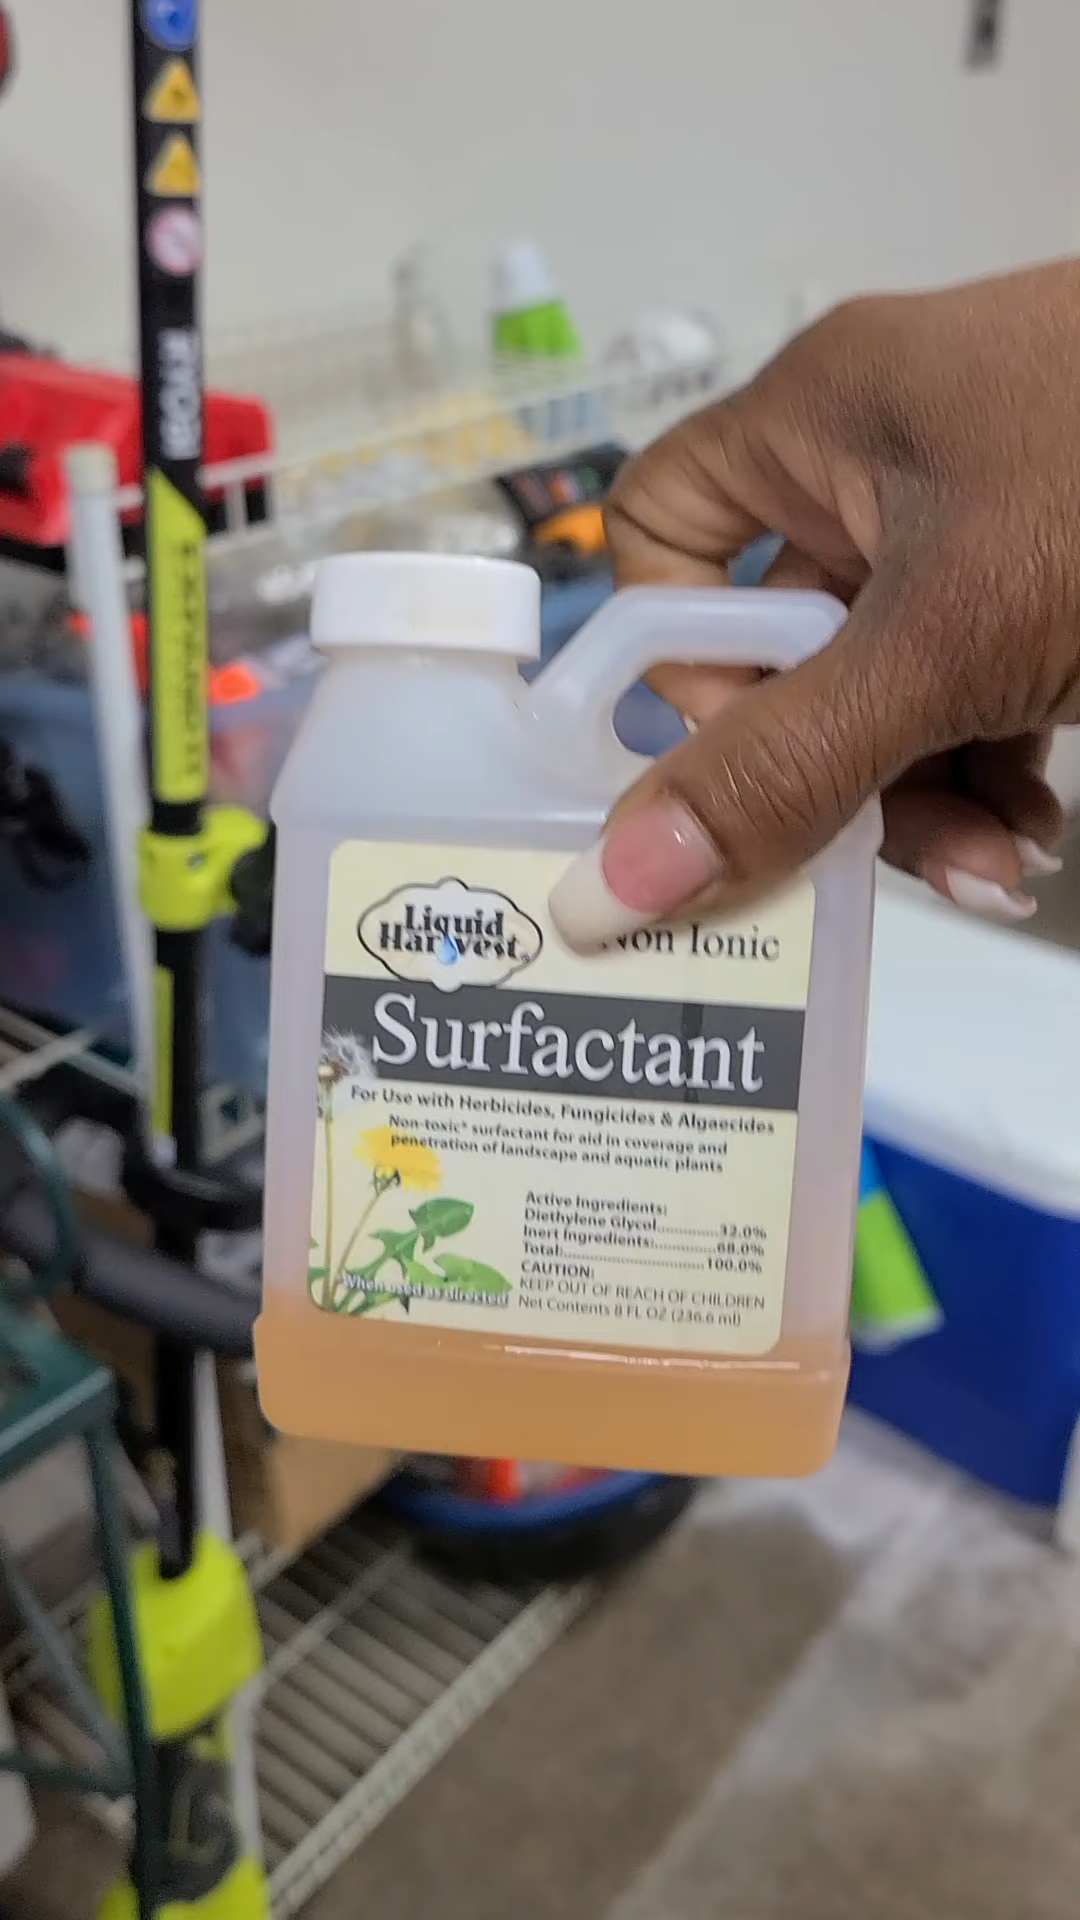 RYOBI
EXPAND-IT
Liquid
Harvest
Non Ionic
Surfactant
For Use with Herbicides, Fungicides & Algaecides
Non-toxic* surfactant for aid in coverage and
penetration of landscape and aquatic plants
Active Ingredients:
Diethylene Glycol..............32.0%
Inert Ingredients:..............68.0%
Total:................................100.0%
CAUTION:
KEEP OUT OF REACH OF CHILDREN
Net Contents 8 FL OZ (236.6 ml)
*When used as directed